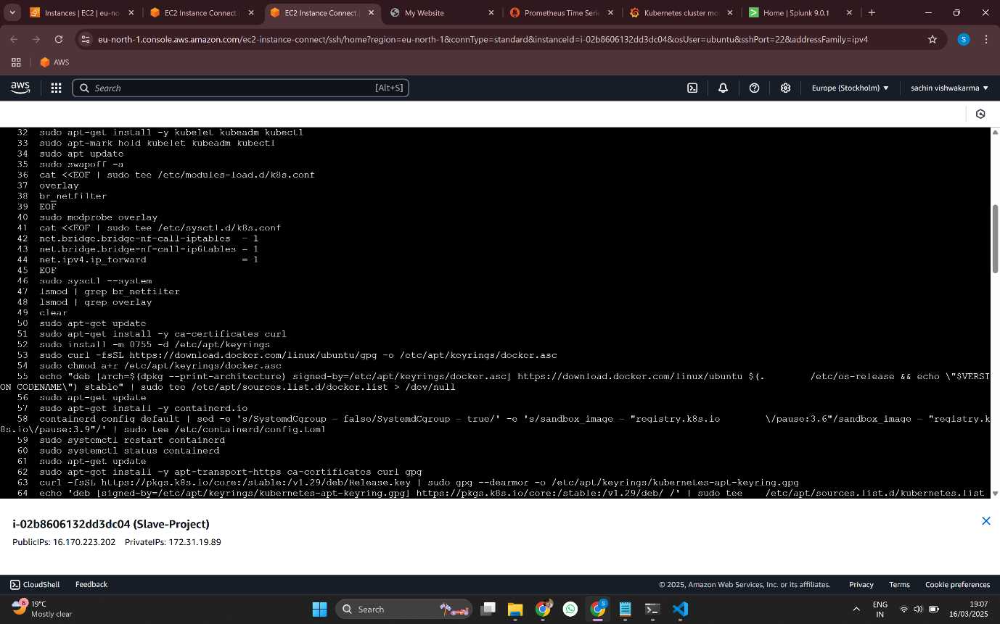 Instances | EC2 | eu-no
EC2 Instance Connect
EC2 Instance Connect
My Website
Prometheus Time Serie
Kubernetes cluster mo
Home | Splunk 9.0.1
eu-north-1.console.aws.amazon.com/ec2-instance-connect/ssh/home?region=eu-north-1&connType=standard&instanceId=i-02b8606132dd3dc04&osUser=ubuntu&sshPort=22&addressFamily=ipv4
S
AWS
aws
Search
[Alt+S]
Europe (Stockholm)
sachin vishwakarma
32 sudo apt-get install -y kubelet kubeadm kubectl
33 sudo apt-mark hold kubelet kubeadm kubectl
34 sudo apt update
35 sudo swapoff -a
36 cat <<EOF | sudo tee /etc/modules-load.d/k8s.conf
37 overlay
38 br_netfilter
39 EOF
40 sudo modprobe overlay
41 cat <<EOF | sudo tee /etc/sysctl.d/k8s.conf
42 net.bridge.bridge-nf-call-iptables = 1
43 net.bridge.bridge-nf-call-ip6tables = 1
44 net.ipv4.ip_forward = 1
45 EOF
46 sudo sysctl --system
47 lsmod | grep br_netfilter
48 lsmod | grep overlay
49 clear
50 sudo apt-get update
51 sudo apt-get install -y ca-certificates curl
52 sudo install -m 0755 -d /etc/apt/keyrings
53 sudo curl -fsSL https://download.docker.com/linux/ubuntu/gpg -o /etc/apt/keyrings/docker.asc
54 sudo chmod a+r /etc/apt/keyrings/docker.asc
55 echo "deb [arch=$(dpkg --print-architecture) signed-by=/etc/apt/keyrings/docker.asc] https://download.docker.com/linux/ubuntu $(. /etc/os-release && echo \"$VERSI
ON_CODENAME\") stable" | sudo tee /etc/apt/sources.list.d/docker.list > /dev/null
56 sudo apt-get update
57 sudo apt-get install -y containerd.io
58 containerd config default | sed -e 's/SystemdCgroup = false/SystemdCgroup = true/' -e 's/sandbox_image = "registry.k8s.io \/pause:3.6"/sandbox_image = "registry.k
8s.io\/pause:3.9"/' | sudo tee /etc/containerd/config.toml
59 sudo systemctl restart containerd
60 sudo systemctl status containerd
61 sudo apt-get update
62 sudo apt-get install -y apt-transport-https ca-certificates curl gpg
63 curl -fsSL https://pkgs.k8s.io/core:/stable:/v1.29/deb/Release.key | sudo gpg --dearmor -o /etc/apt/keyrings/kubernetes-apt-keyring.gpg
64 echo 'deb [signed-by=/etc/apt/keyrings/kubernetes-apt-keyring.gpg] https://pkgs.k8s.io/core:/stable:/v1.29/deb/ /' | sudo tee /etc/apt/sources.list.d/kubernetes.list
i-02b8606132dd3dc04 (Slave-Project)
PublicIPs: 16.170.223.202 PrivateIPs: 172.31.19.89
CloudShell
Feedback
© 2025, Amazon Web Services, Inc. or its affiliates.
Privacy
Terms
Cookie preferences
6
19°C
Mostly clear
Search
S
ENG
IN
19:07
16/03/2025